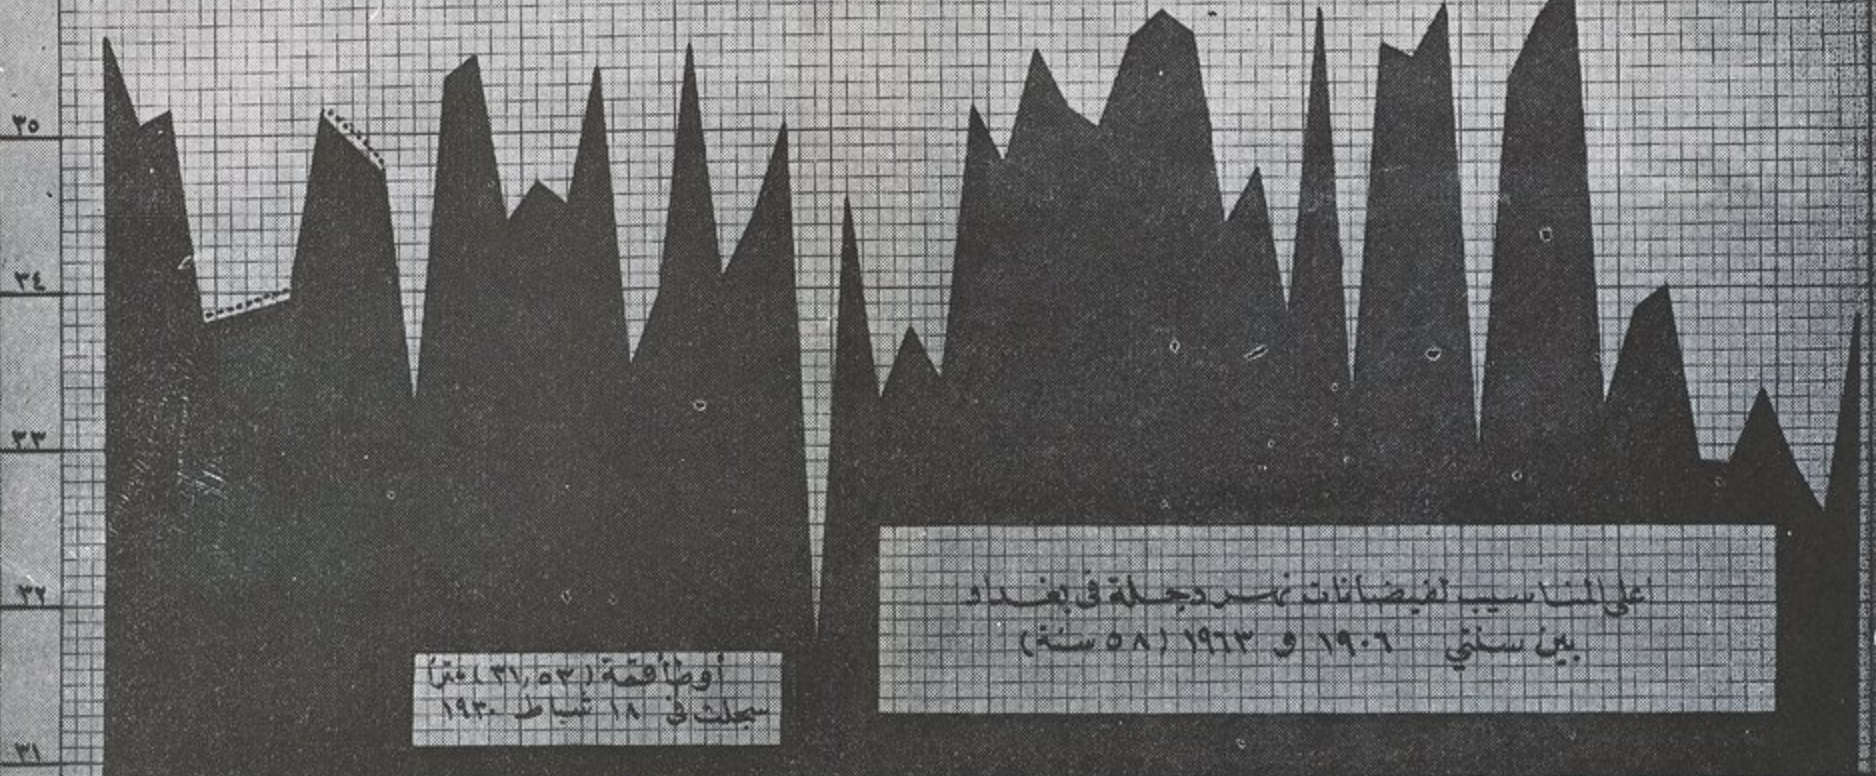 ٣٥
٣٤
٣٣
٣٢
٣١
أعلى المناسيب لفيضانات نهر دجلة في بغداد
بين سنتي ١٩٠٦ و ١٩٦٣ (٥٨ سنة)
أوطأ قمة (٣١,٥٣) مترًا
سجلت في ١٨ شباط ١٩٣٠